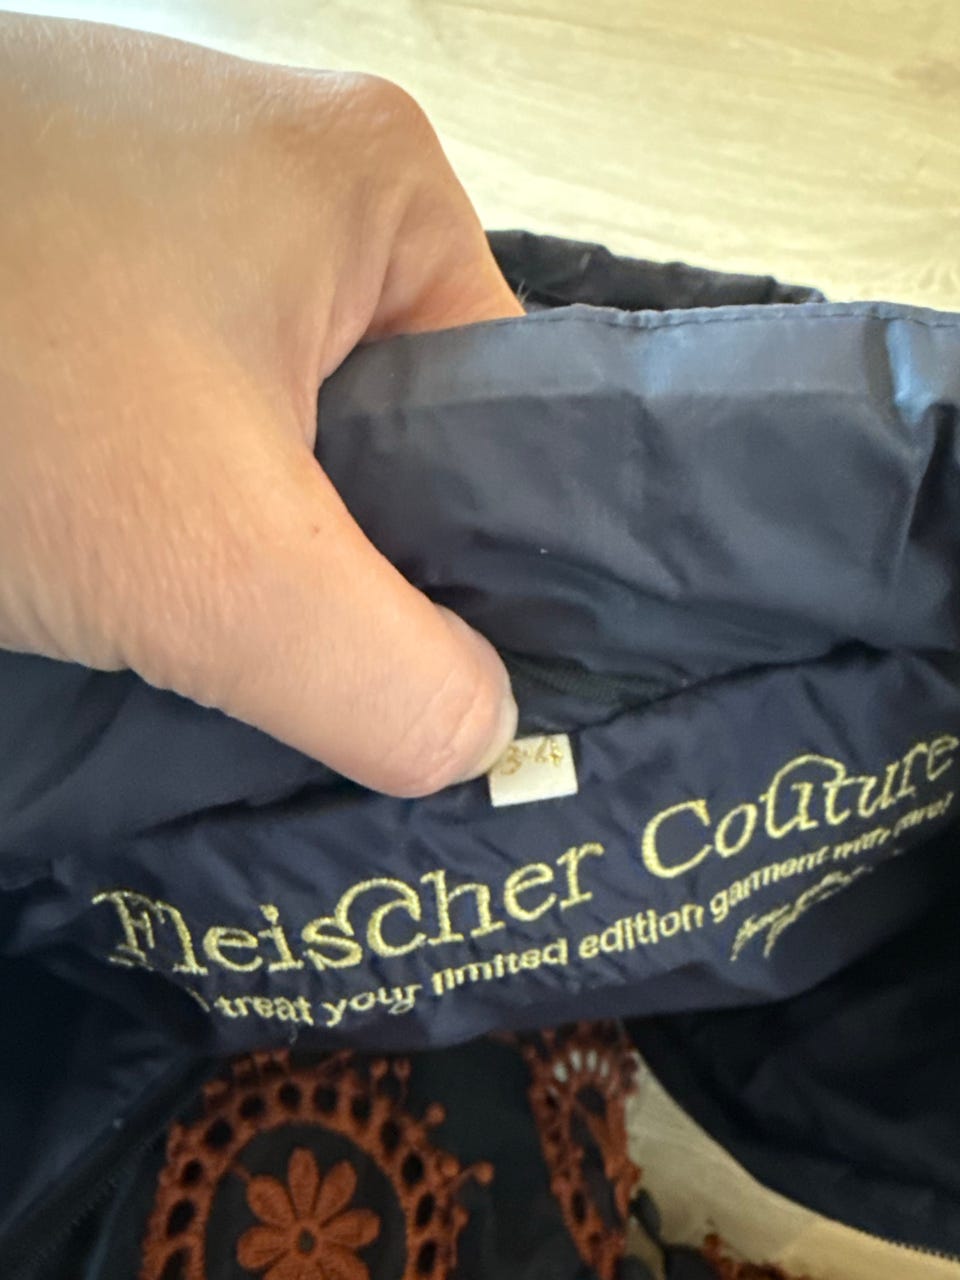 34
Fleischer Couture
treat your limited edition garment with care!